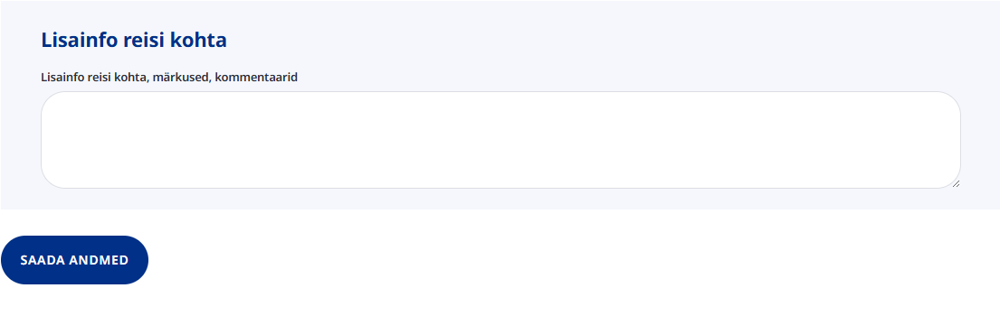 Lisainfo reisi kohta
Lisainfo reisi kohta, märkused, kommentaarid
SAADA ANDMED